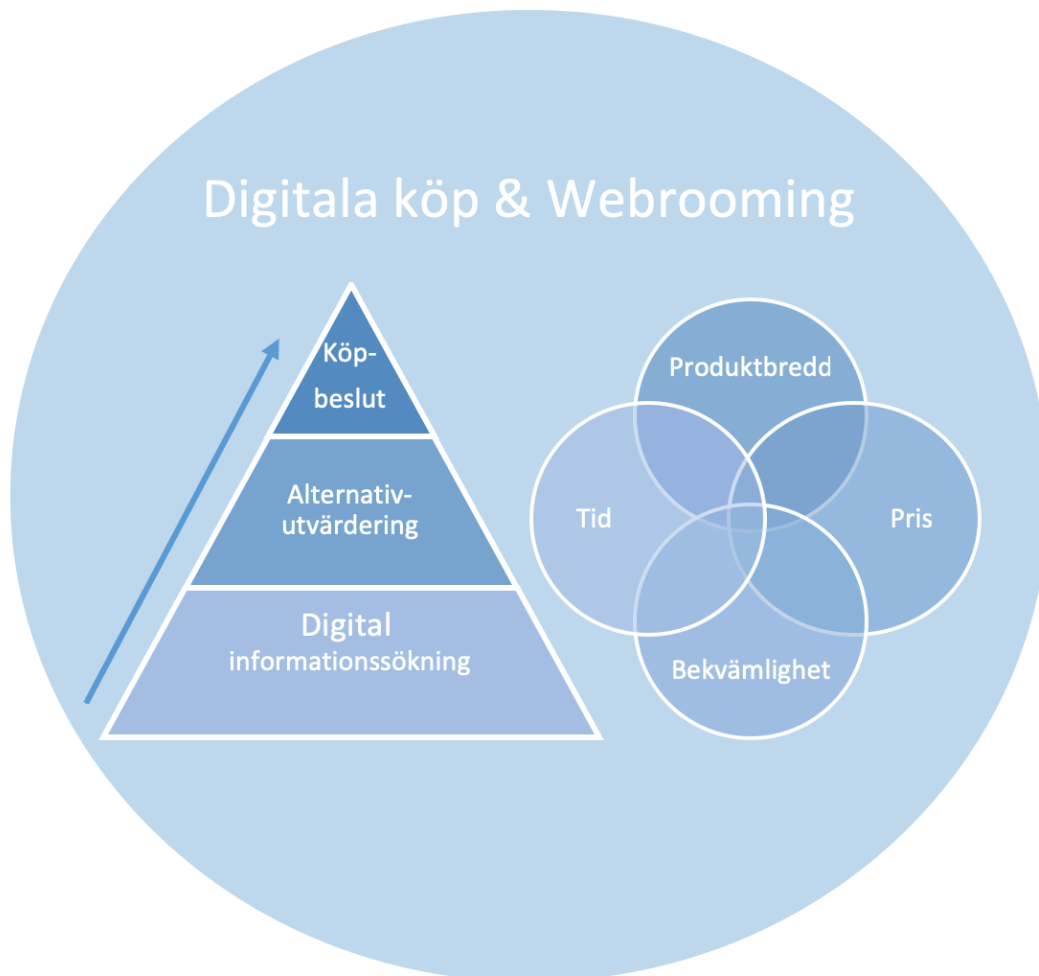 Digitala köp & Webrooming
Köp-
beslut
Alternativ-
utvärdering
Digital
informationssökning
Produktbredd
Tid
Pris
Bekvämlighet